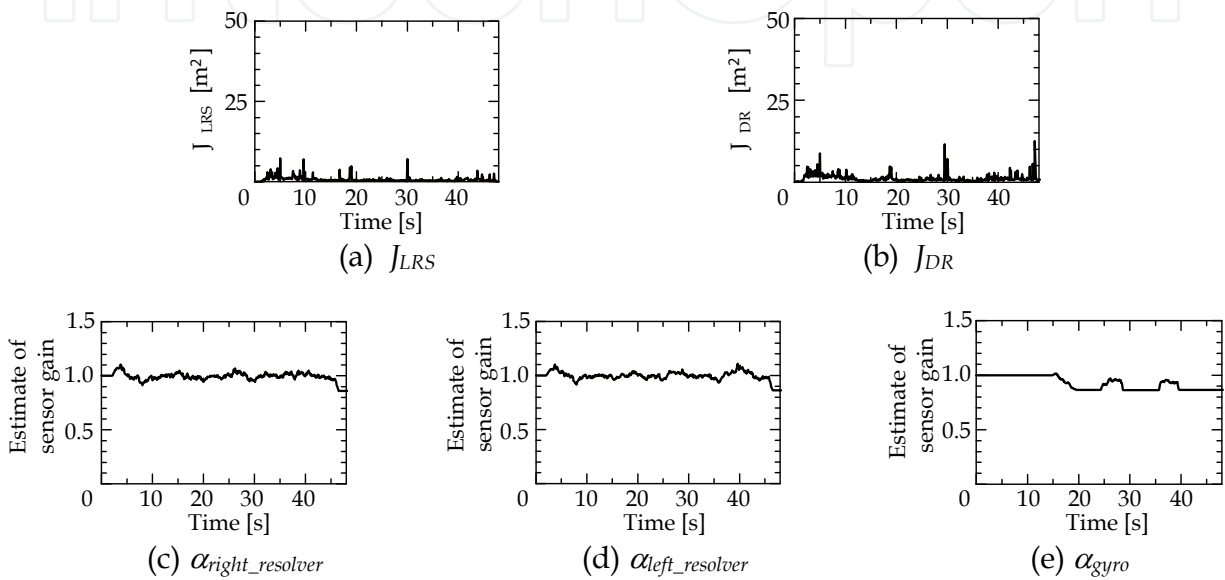 50
25
0
J LRS [m²]
10 20 30 40
Time [s]
(a) J_LRS
50
25
0
J DR [m²]
10 20 30 40
Time [s]
(b) J_DR
1.5
1.0
0.5
0
Estimate of
sensor gain
10 20 30 40
Time [s]
(c) α_right_resolver
1.5
1.0
0.5
0
Estimate of
sensor gain
10 20 30 40
Time [s]
(d) α_left_resolver
1.5
1.0
0.5
0
Estimate of
sensor gain
10 20 30 40
Time [s]
(e) α_gyro